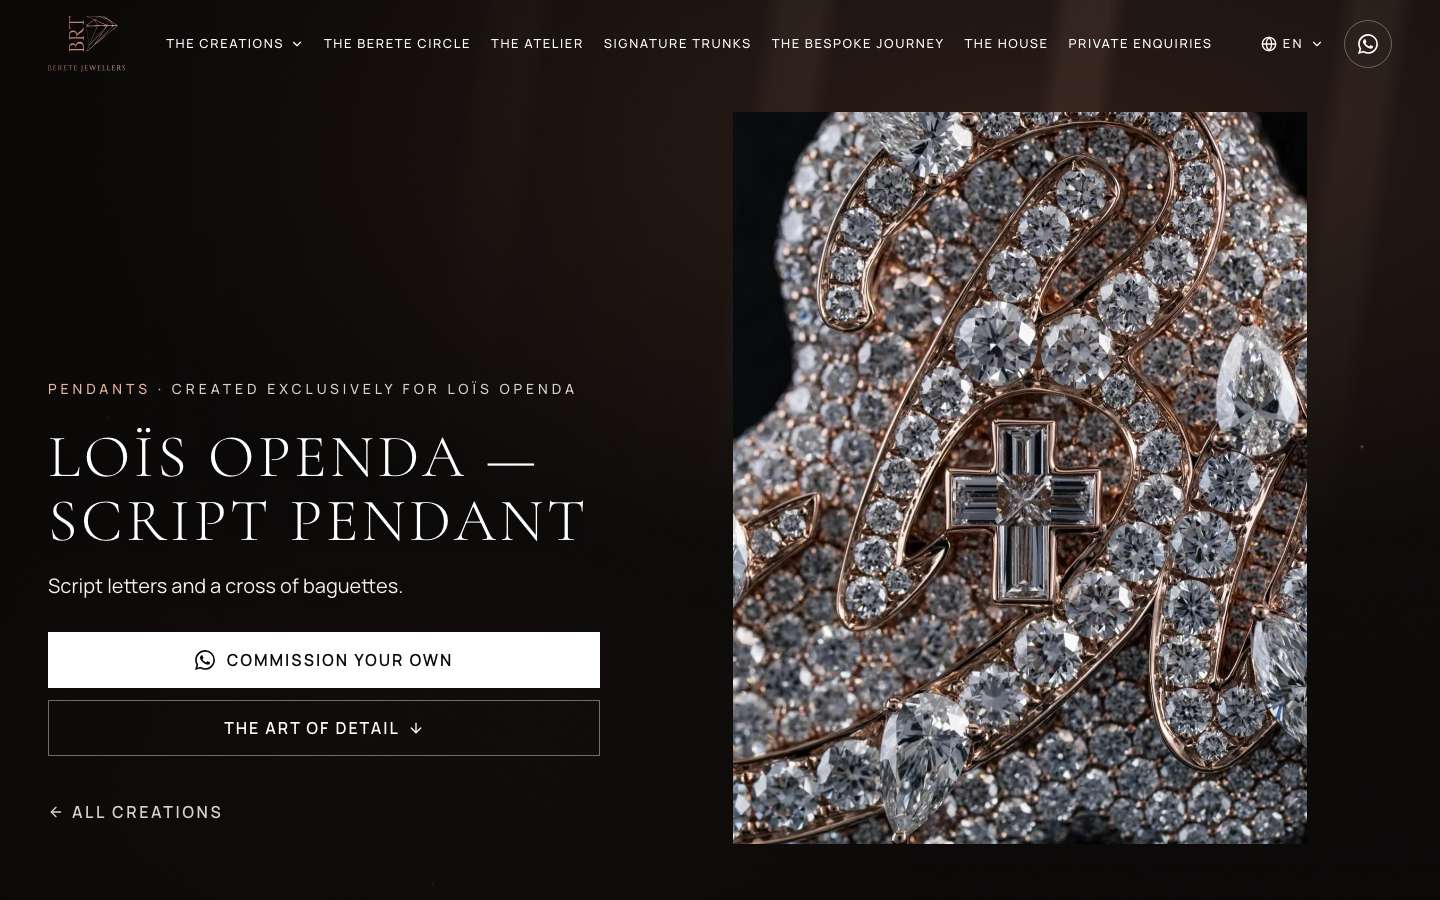 BRT
BERETE JEWELLERS
THE CREATIONS
THE BERETE CIRCLE
THE ATELIER
SIGNATURE TRUNKS
THE BESPOKE JOURNEY
THE HOUSE
PRIVATE ENQUIRIES
EN
PENDANTS · CREATED EXCLUSIVELY FOR LOÏS OPENDA
LOÏS OPENDA —
SCRIPT PENDANT
Script letters and a cross of baguettes.
COMMISSION YOUR OWN
THE ART OF DETAIL ↓
← ALL CREATIONS